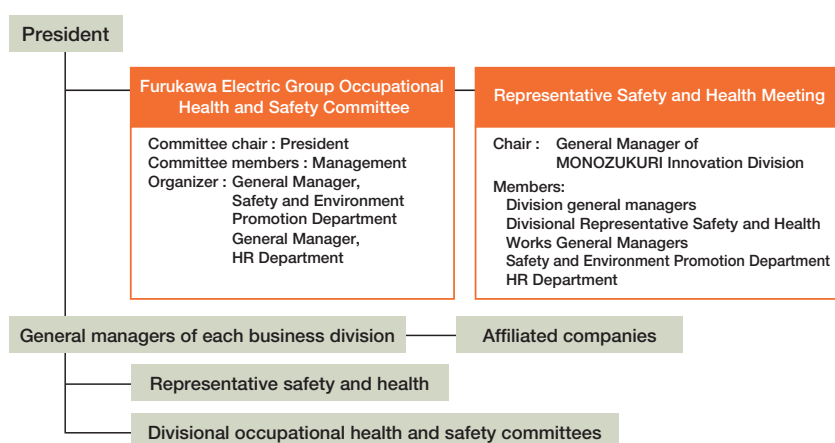 President
Furukawa Electric Group Occupational
Health and Safety Committee
Committee chair : President
Committee members : Management
Organizer : General Manager,
Safety and Environment
Promotion Department
General Manager,
HR Department
Representative Safety and Health Meeting
Chair : General Manager of
MONOZUKURI Innovation Division
Members:
Division general managers
Divisional Representative Safety and Health
Works General Managers
Safety and Environment Promotion Department
HR Department
General managers of each business division
Affiliated companies
Representative safety and health
Divisional occupational health and safety committees